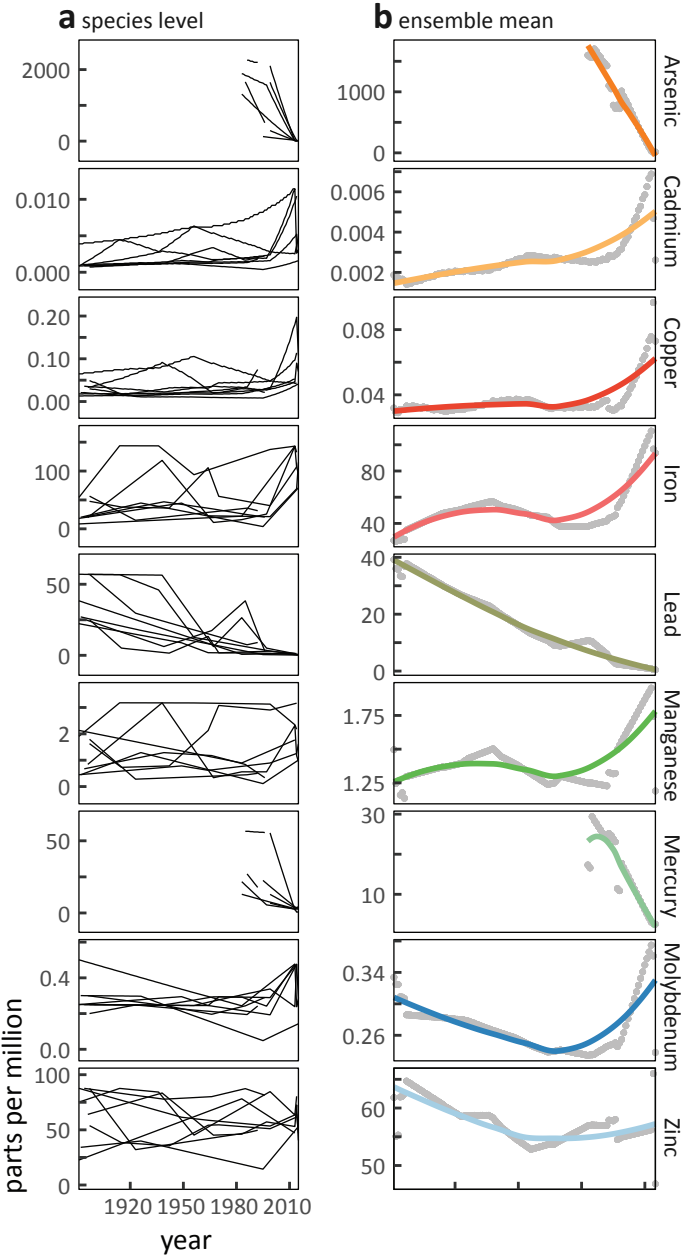 a species level
b ensemble mean
2000
0
1000
0
Arsenic
0.010
0.000
0.006
0.004
0.002
Cadmium
0.20
0.10
0.00
0.08
0.04
Copper
100
0
80
40
Iron
50
0
40
20
0
Lead
2
0
1.75
1.25
Manganese
50
0
30
10
Mercury
0.4
0.0
0.34
0.26
Molybdenum
100
50
0
60
50
Zinc
parts per million
1920 1950 1980 2010
year